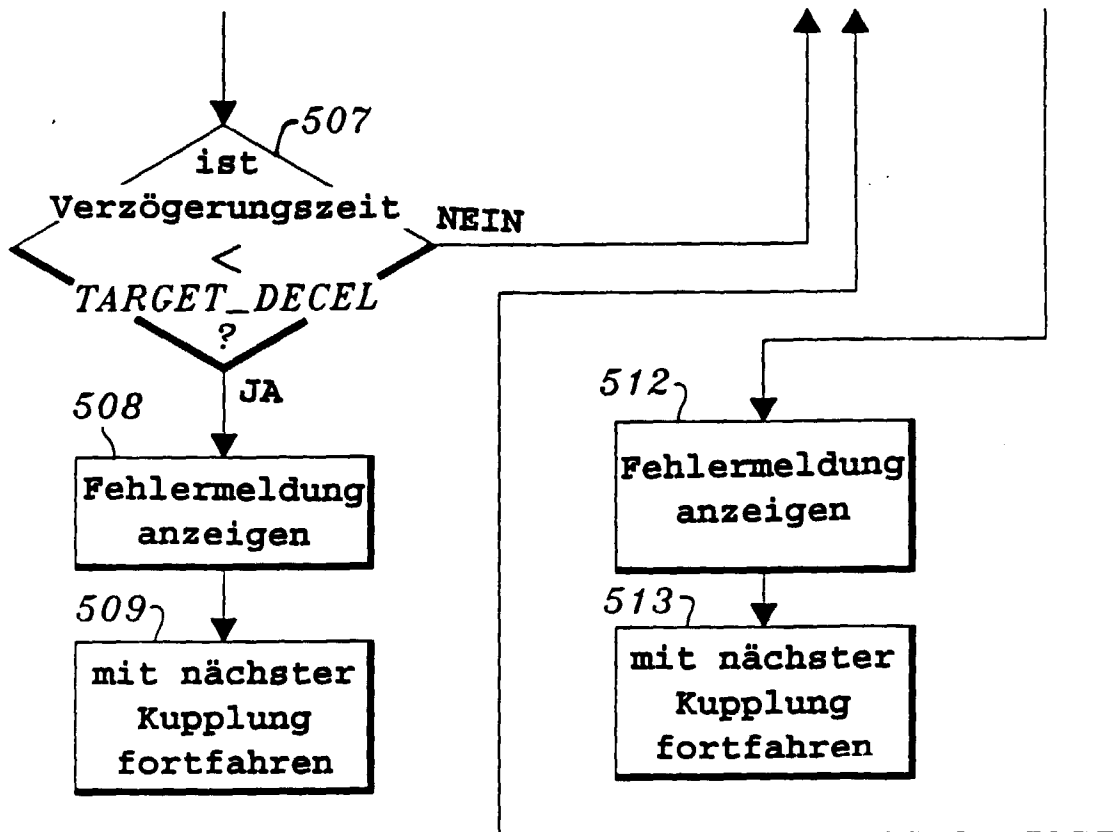 507
ist
Verzögerungszeit
<
TARGET_DECEL
?
NEIN
JA
508
Fehlermeldung
anzeigen
509
mit nächster
Kupplung
fortfahren
512
Fehlermeldung
anzeigen
513
mit nächster
Kupplung
fortfahren